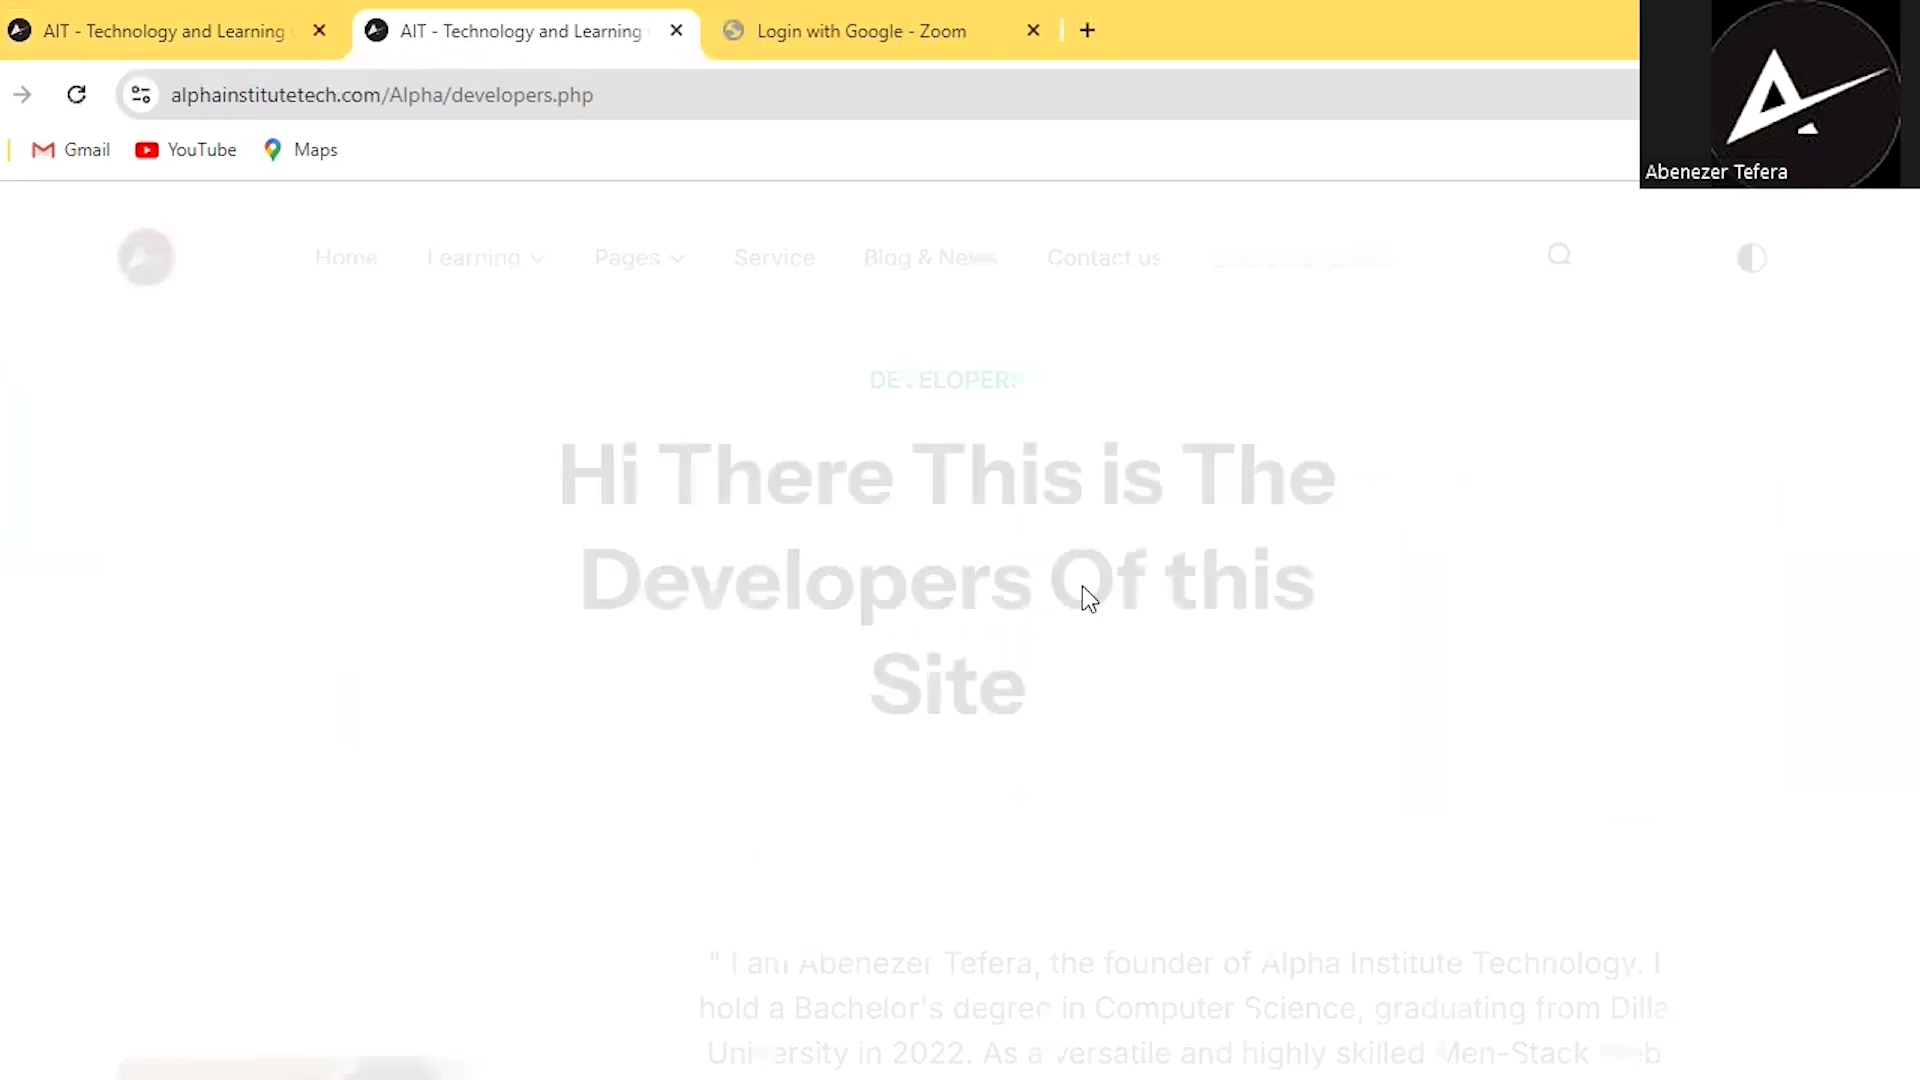 AIT - Technology and Learning
AIT - Technology and Learning
Login with Google - Zoom
alphainstitutetech.com/Alpha/developers.php
Gmail
YouTube
Maps
Abenezer Tefera
Home
Learning
Pages
Service
Blog & News
Contact us
DEVELOPER
Hi There This is The
Developers Of this
Site
" I am Abenezer Tefera, the founder of Alpha Institute Technology. I
hold a Bachelor's degree in Computer Science, graduating from Dilla
University in 2022. As a versatile and highly skilled Men-Stack